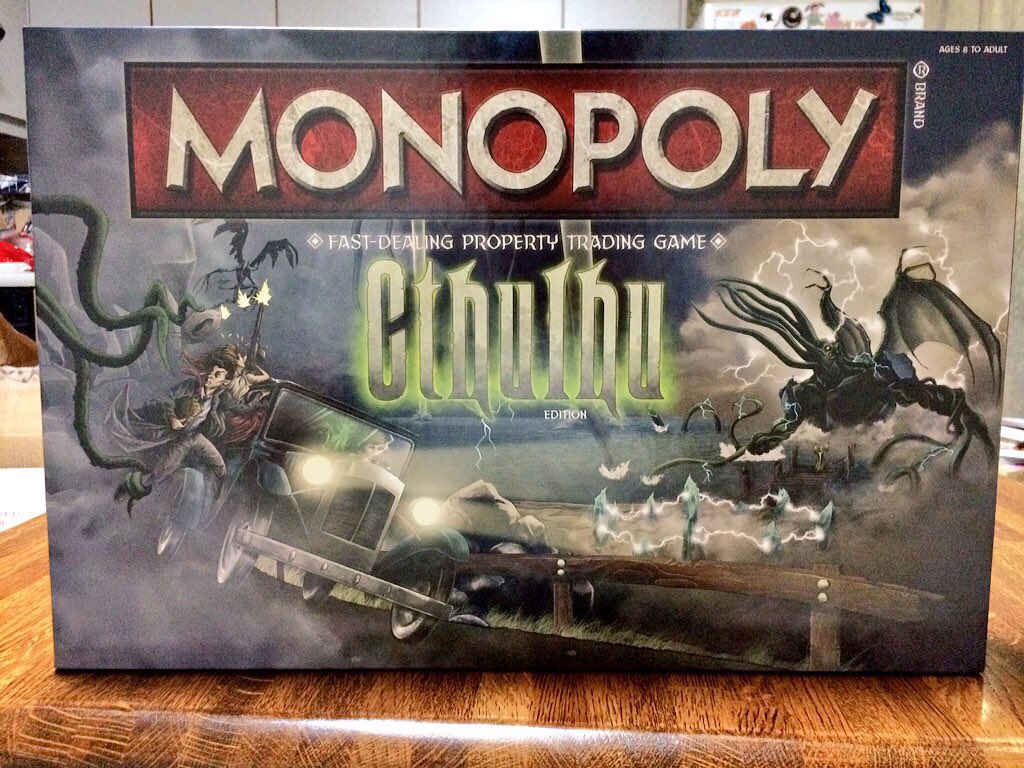 AGES 8 TO ADULT
MONOPOLY
® BRAND
FAST-DEALING PROPERTY TRADING GAME
Cthulhu
EDITION